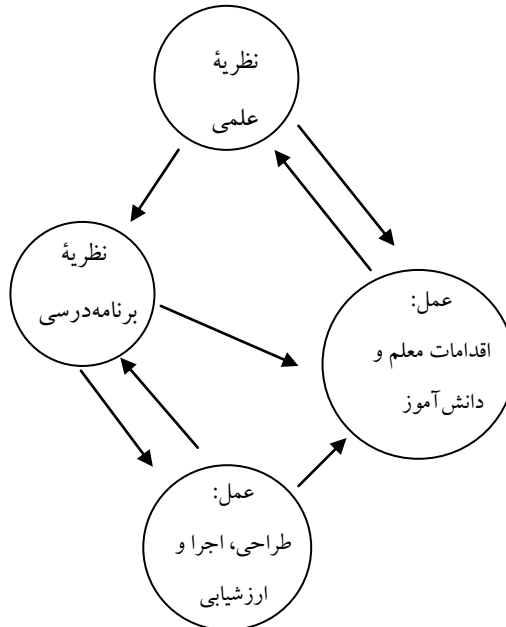 نظریهٔ
علمی
نظریهٔ
برنامه‌درسی
عمل:
اقدامات معلم و
دانش‌آموز
عمل:
طراحی، اجرا و
ارزشیابی